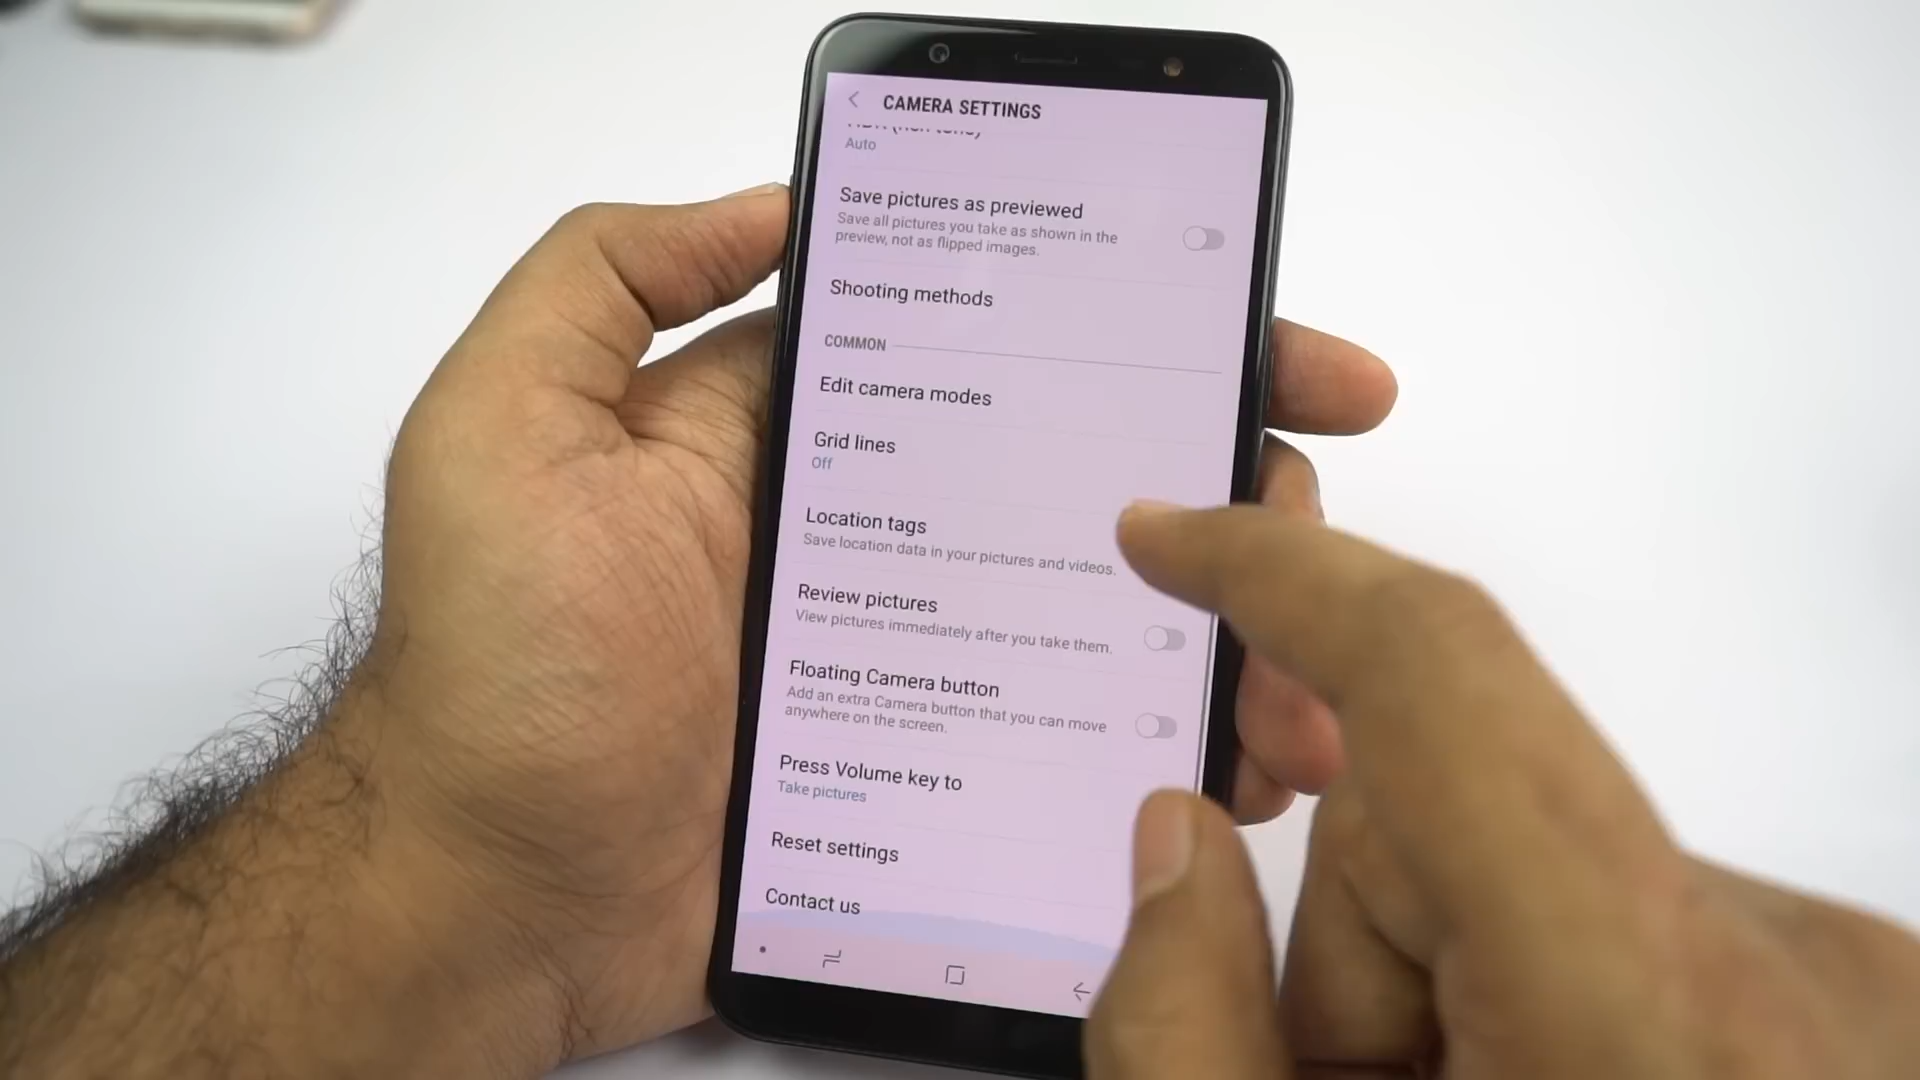 CAMERA SETTINGS
Auto
Save pictures as previewed
Save all pictures you take as shown in the
preview, not as flipped images.
Shooting methods
COMMON
Edit camera modes
Grid lines
Off
Location tags
Save location data in your pictures and videos.
Review pictures
View pictures immediately after you take them.
Floating Camera button
Add an extra Camera button that you can move
anywhere on the screen.
Press Volume key to
Take pictures
Reset settings
Contact us